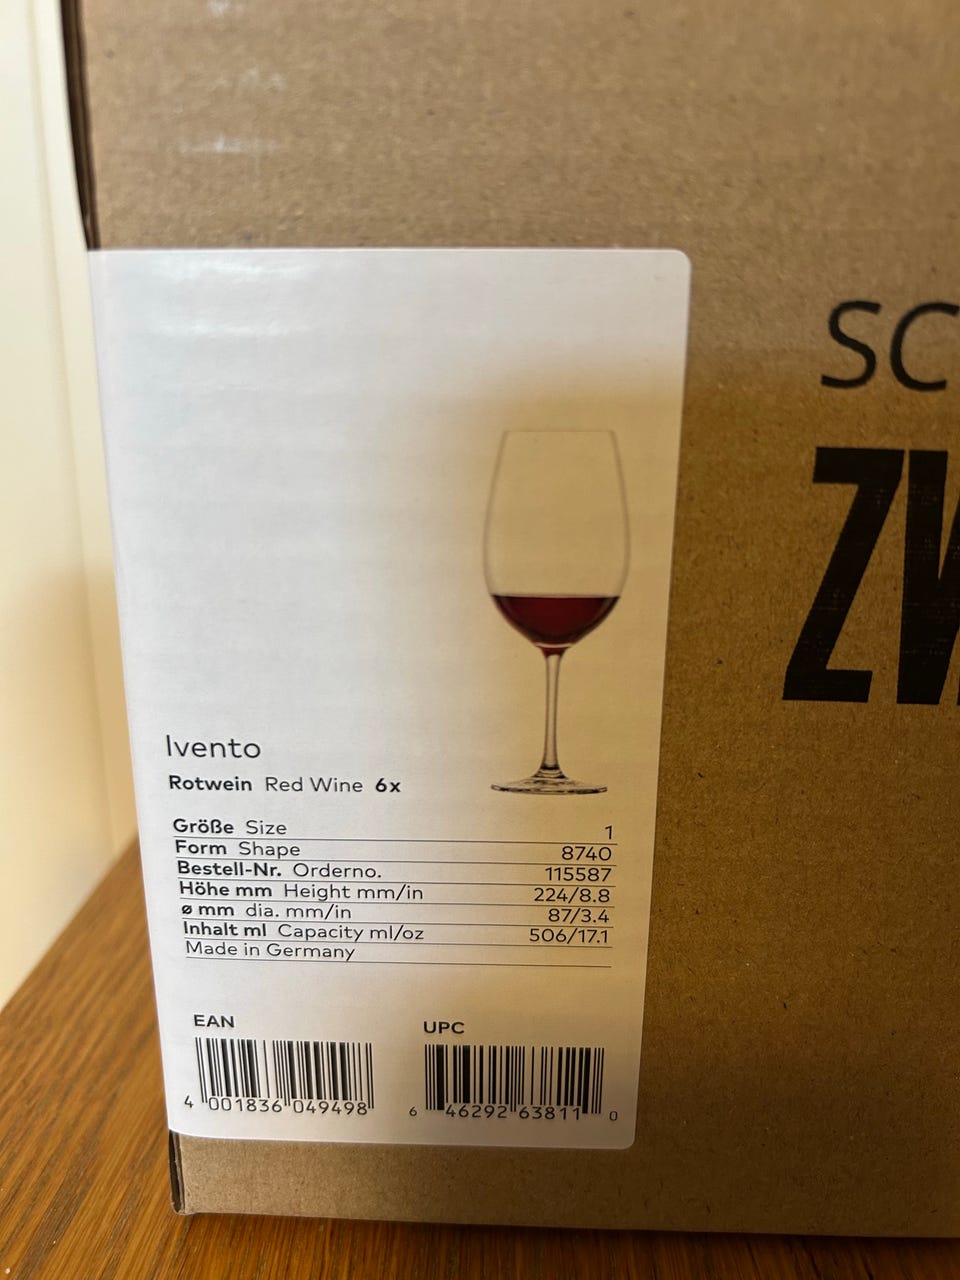 SC
ZW
Ivento
Rotwein Red Wine 6x
Größe Size 1
Form Shape 8740
Bestell-Nr. Orderno. 115587
Höhe mm Height mm/in 224/8.8
ø mm dia. mm/in 87/3.4
Inhalt ml Capacity ml/oz 506/17.1
Made in Germany
EAN UPC
4 001836 049498 6 46292 63811 0